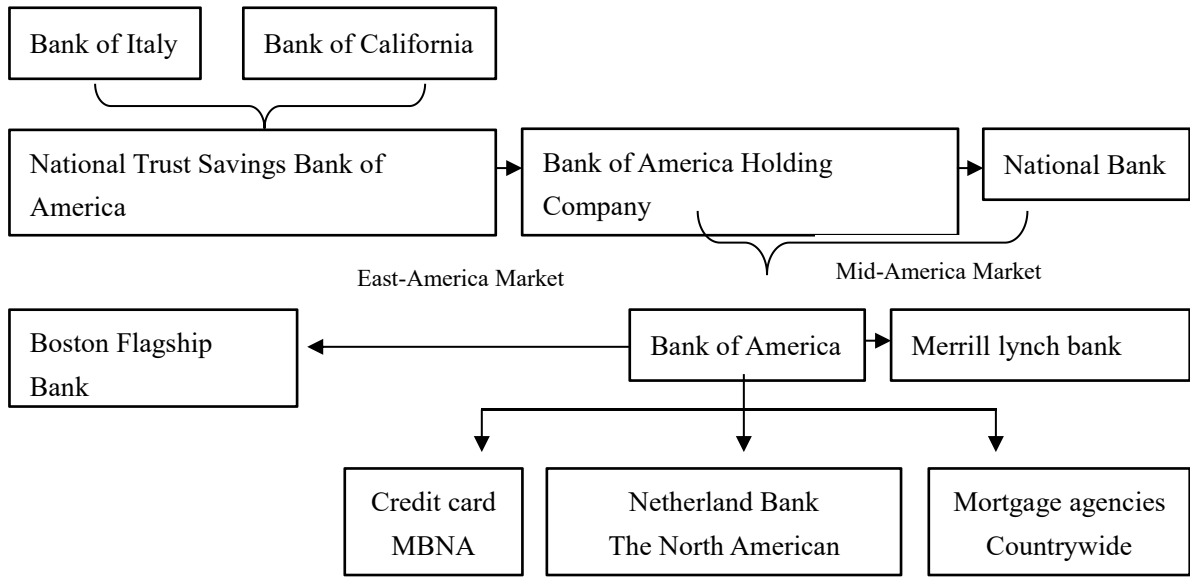 Bank of Italy
Bank of California
National Trust Savings Bank of
America
Bank of America Holding
Company
National Bank
East-America Market
Mid-America Market
Boston Flagship
Bank
Bank of America
Merrill lynch bank
Credit card
MBNA
Netherland Bank
The North American
Mortgage agencies
Countrywide